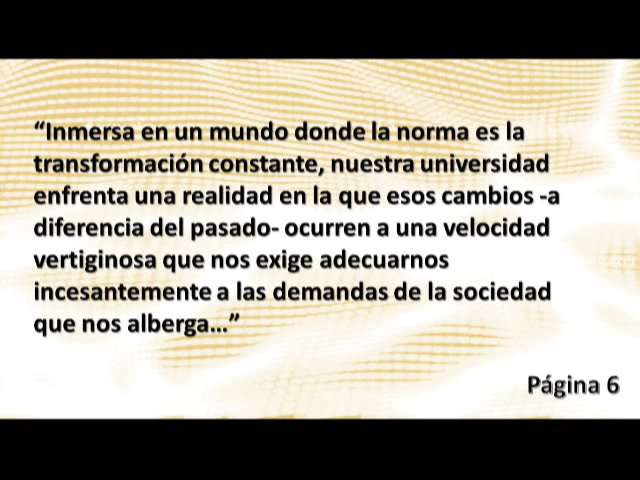 “Inmersa en un mundo donde la norma es la
transformación constante, nuestra universidad
enfrenta una realidad en la que esos cambios -a
diferencia del pasado- ocurren a una velocidad
vertiginosa que nos exige adecuarnos
incesantemente a las demandas de la sociedad
que nos alberga...”
Página 6